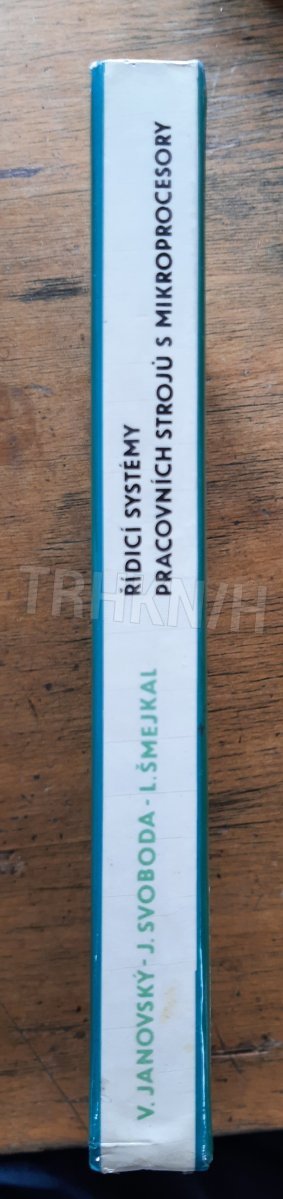 V. JANOVSKÝ - J. SVOBODA - L. ŠMEJKAL
ŘÍDICÍ SYSTÉMY
PRACOVNÍCH STROJŮ S MIKROPROCESORY
TRHKNIH